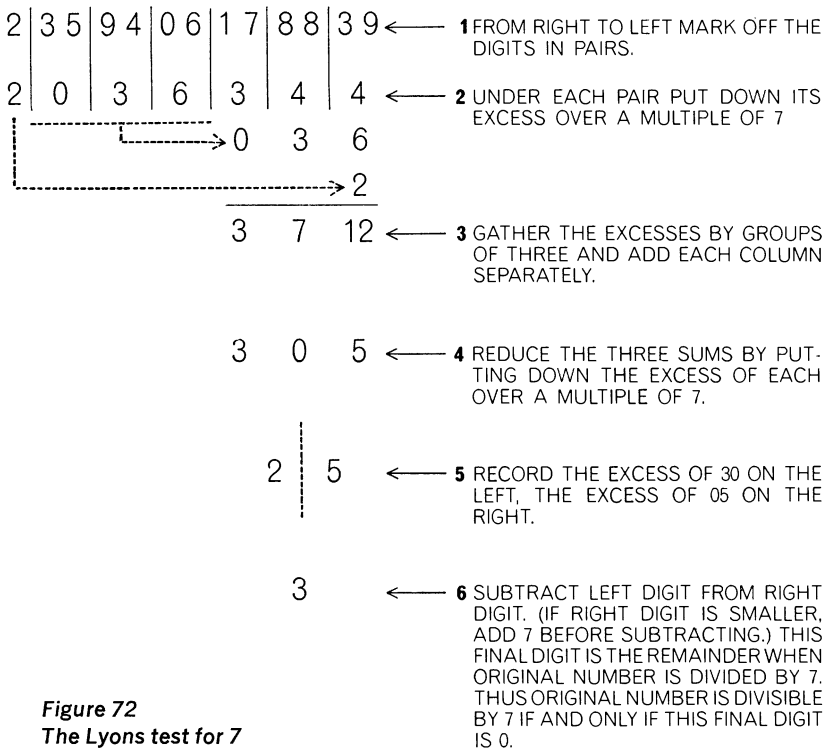 2 35 94 06 17 88 39
1 FROM RIGHT TO LEFT MARK OFF THE
DIGITS IN PAIRS.
2 0 3 6 3 4 4
2 UNDER EACH PAIR PUT DOWN ITS
EXCESS OVER A MULTIPLE OF 7
0 3 6
2
3 7 12
3 GATHER THE EXCESSES BY GROUPS
OF THREE AND ADD EACH COLUMN
SEPARATELY.
3 0 5
4 REDUCE THE THREE SUMS BY PUT-
TING DOWN THE EXCESS OF EACH
OVER A MULTIPLE OF 7.
2 5
5 RECORD THE EXCESS OF 30 ON THE
LEFT, THE EXCESS OF 05 ON THE
RIGHT.
3
6 SUBTRACT LEFT DIGIT FROM RIGHT
DIGIT. (IF RIGHT DIGIT IS SMALLER,
ADD 7 BEFORE SUBTRACTING.) THIS
FINAL DIGIT IS THE REMAINDER WHEN
ORIGINAL NUMBER IS DIVIDED BY 7.
THUS ORIGINAL NUMBER IS DIVISIBLE
BY 7 IF AND ONLY IF THIS FINAL DIGIT
IS 0.
Figure 72
The Lyons test for 7